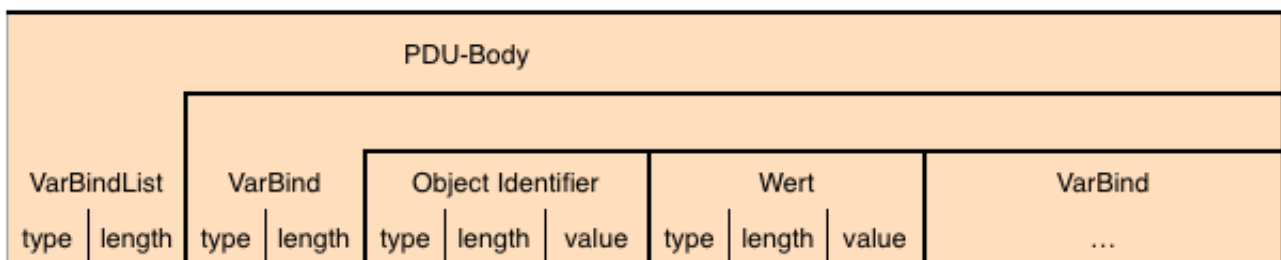 PDU-Body
VarBindList VarBind Object Identifier Wert VarBind
type length type length type length value type length value ...